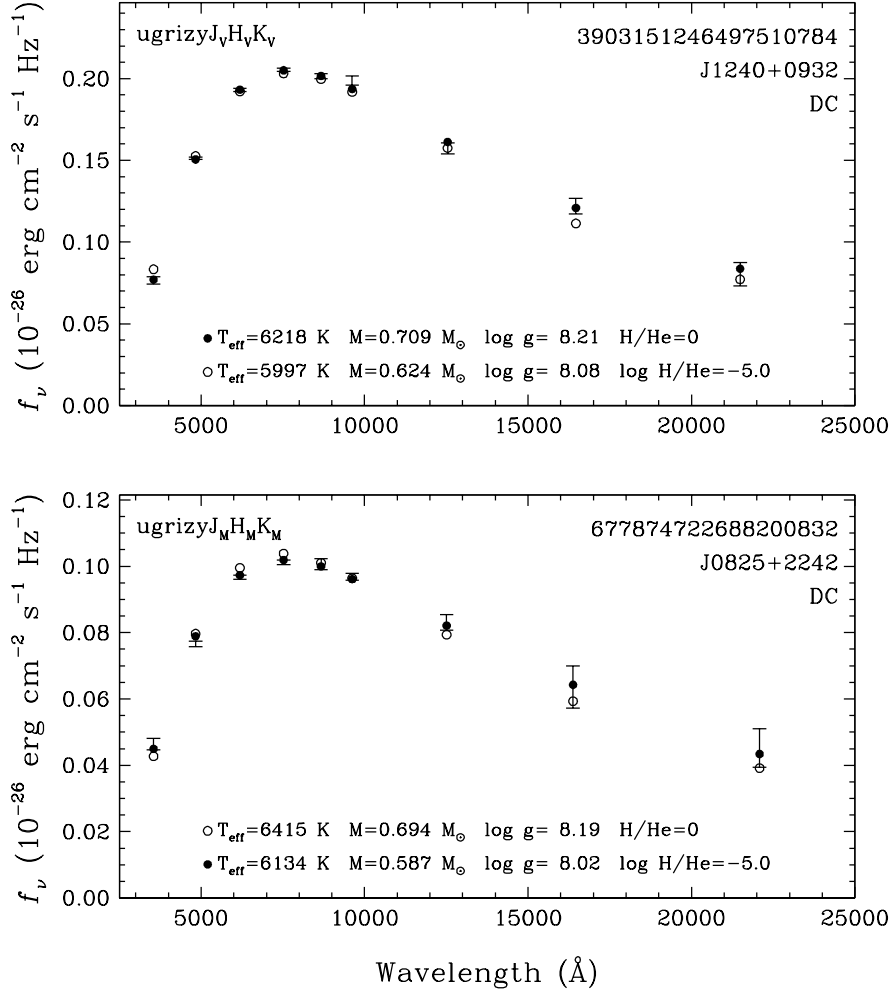 ugrizyJ_VH_VK_V 3903151246497510784
J1240+0932
DC
0.20
0.15
0.10
0.05
0.00
f_ν (10⁻²⁶ erg cm⁻² s⁻¹ Hz⁻¹)
● T_eff=6218 K M=0.709 M_⊙ log g= 8.21 H/He=0
○ T_eff=5997 K M=0.624 M_⊙ log g= 8.08 log H/He=−5.0
5000 10000 15000 20000 25000
ugrizyJ_MH_MK_M 677874722688200832
J0825+2242
DC
0.12
0.10
0.08
0.06
0.04
0.02
0.00
f_ν (10⁻²⁶ erg cm⁻² s⁻¹ Hz⁻¹)
○ T_eff=6415 K M=0.694 M_⊙ log g= 8.19 H/He=0
● T_eff=6134 K M=0.587 M_⊙ log g= 8.02 log H/He=−5.0
5000 10000 15000 20000 25000
Wavelength (Å)